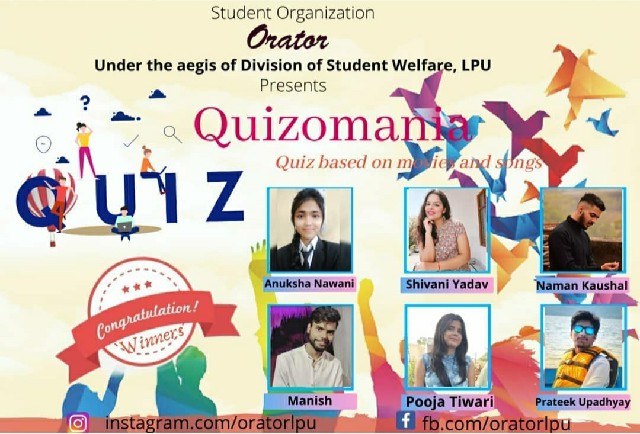 Student Organization
Orator
Under the aegis of Division of Student Welfare, LPU
Presents
Quizomania
Quiz based on movies and songs
QUIZ
Anuksha Nawani
Shivani Yadav
Naman Kaushal
Congratulation!
Winners
Manish
Pooja Tiwari
Prateek Upadhyay
instagram.com/oratorlpu
fb.com/oratorlpu